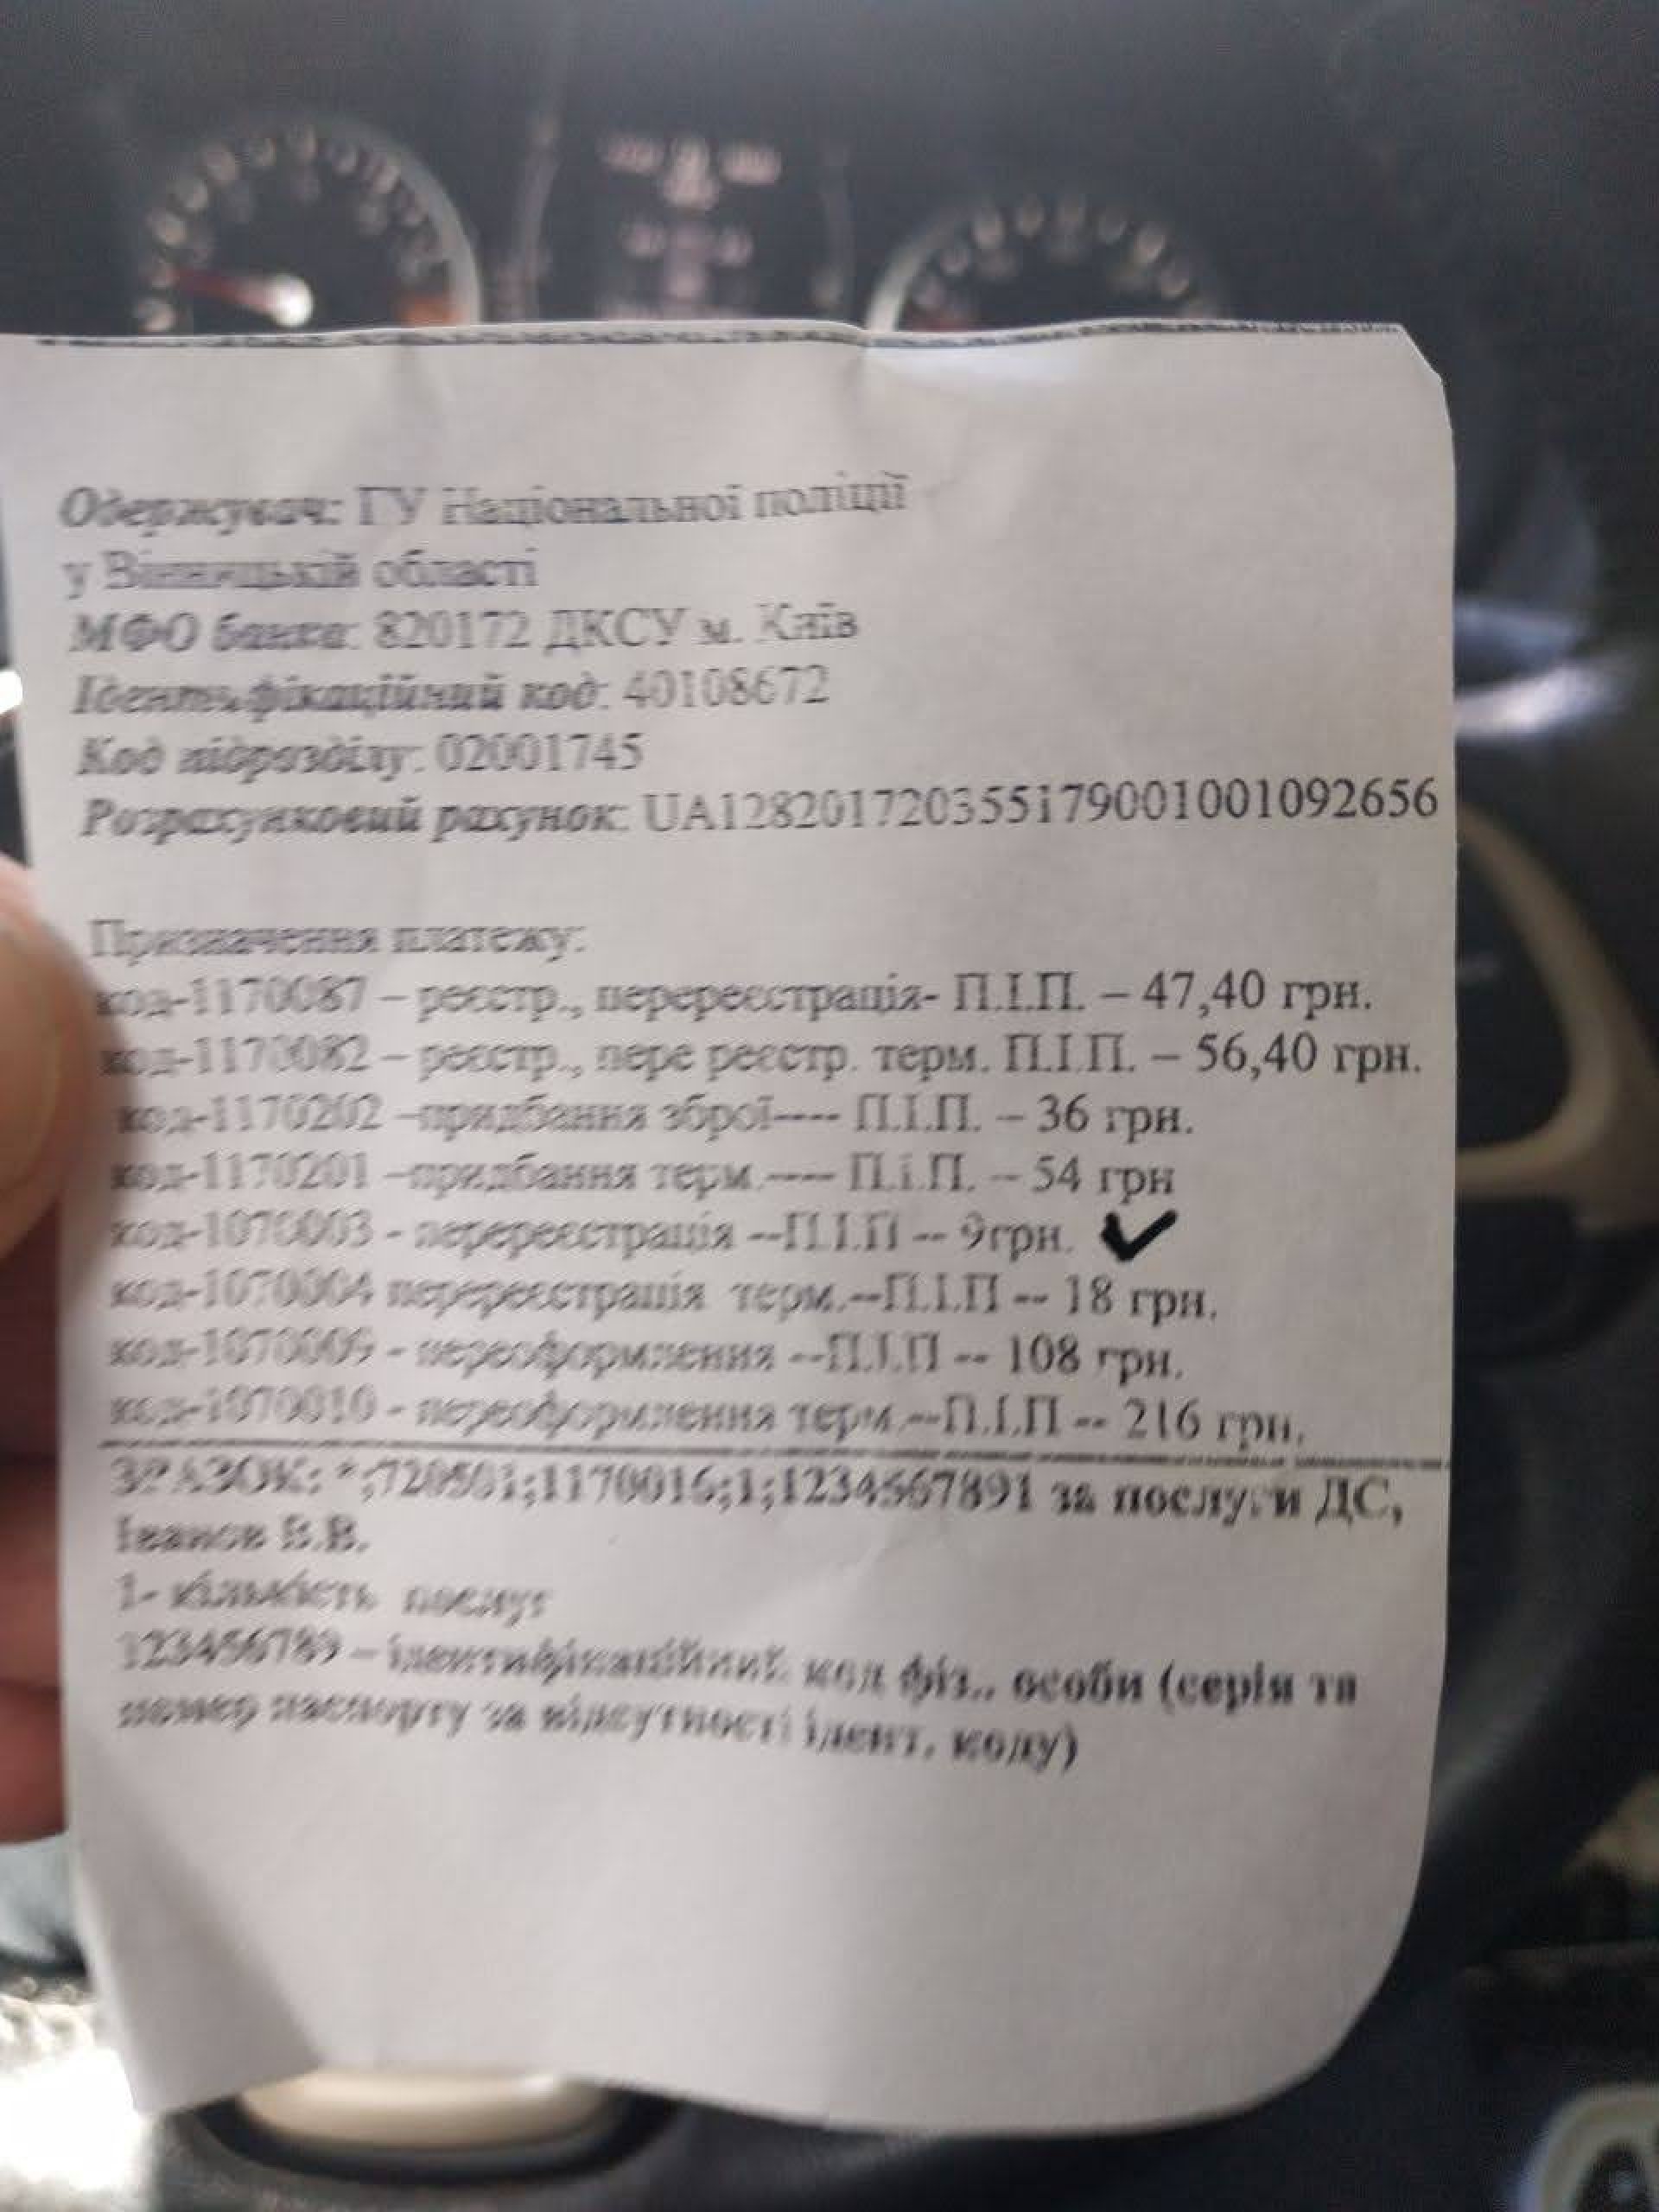 Одержувач: ГУ Національної поліції
у Вінницькій області
МФО банка: 820172 ДКСУ м. Київ
Ідентифікаційний код: 40108672
Код підрозділу: 02001745
Розрахунковий рахунок: UA128201720355179001001092656
Призначення платежу:
код-1170087 – реєстр., перереєстрація- П.І.П. – 47,40 грн.
код-1170082 – реєстр., пере реєстр. терм. П.І.П. – 56,40 грн.
код-1170202 –придбання зброї---- П.І.П. – 36 грн.
код-1170201 –придбання терм.---- П.і.П. – 54 грн
код-1070003 - перереєстрація --П.І.П -- 9грн.
код-1070004 перереєстрація терм.--П.І.П -- 18 грн.
код-1070009 - переоформлення --П.І.П -- 108 грн.
код-1070010 - переоформлення терм.--П.І.П -- 216 грн.
ЗРАЗОК: *;720501;1170016;1;1234567891 за послуги ДС,
Іванов В.В.
1- кількість послуг
123456789 – ідентифікаційний код фіз., особи (серія та
номер паспорту за відсутності ідент. коду)